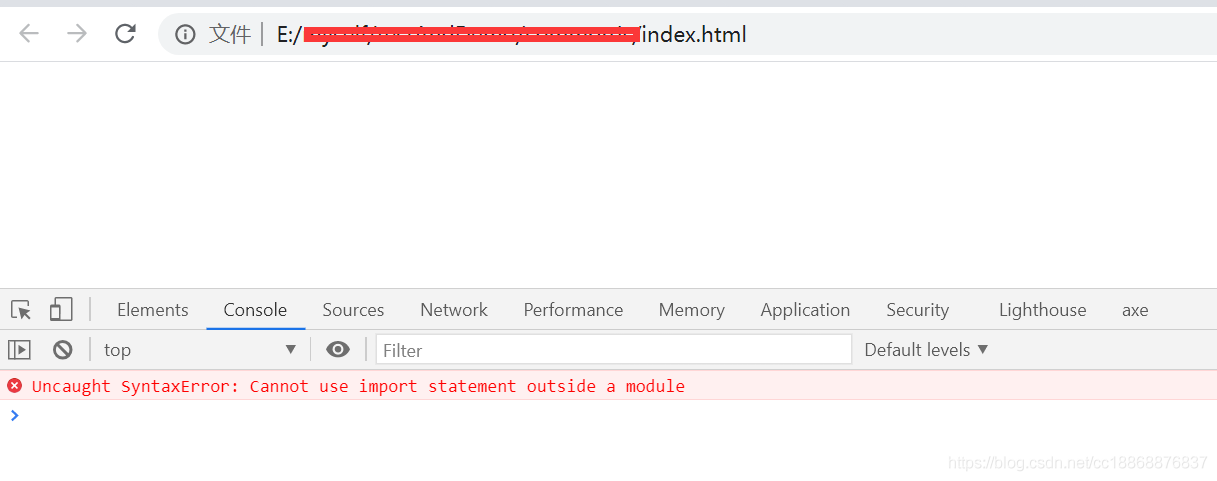 文件 E:/ /index.html
Elements Console Sources Network Performance Memory Application Security Lighthouse axe
top Filter Default levels
Uncaught SyntaxError: Cannot use import statement outside a module
https://blog.csdn.net/cc18868876837